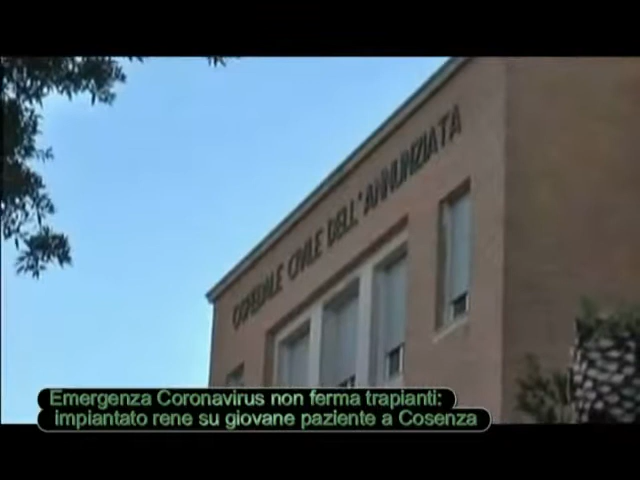 OSPEDALE CIVILE DELL'ANNUNZIATA
Emergenza Coronavirus non ferma trapianti:
impiantato rene su giovane paziente a Cosenza